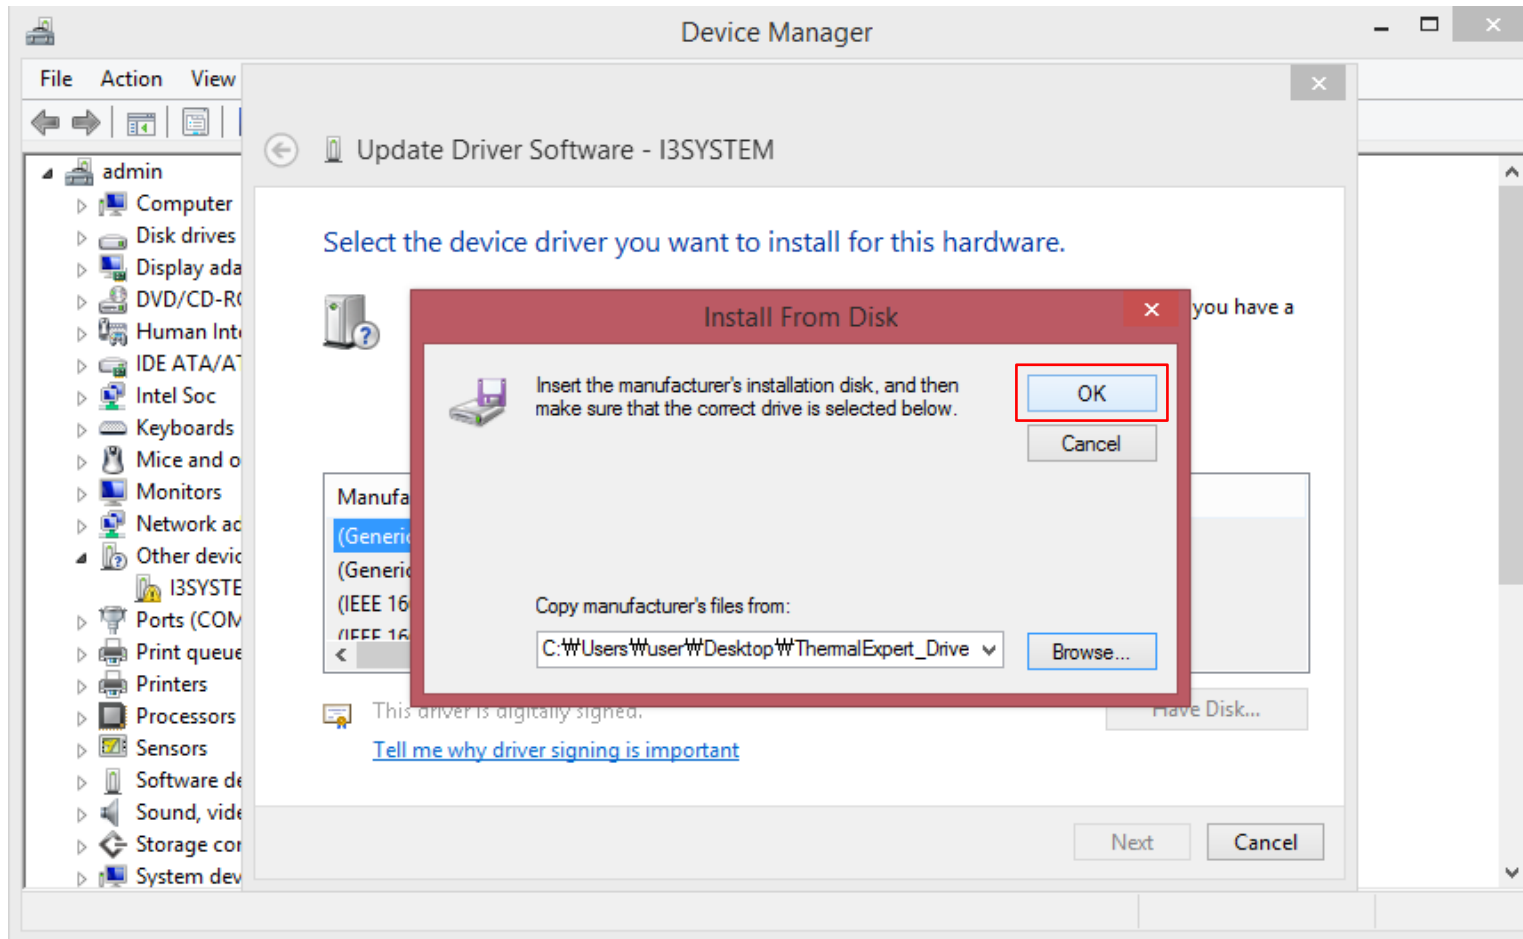 Device Manager
File Action View
Update Driver Software - I3SYSTEM
admin
Computer
Disk drives
Display ada
DVD/CD-R
Human Int
IDE ATA/A
Intel Soc
Keyboards
Mice and o
Monitors
Network ad
Other devic
I3SYSTE
Ports (COM
Print queue
Printers
Processors
Sensors
Software de
Sound, vide
Storage cor
System dev
Select the device driver you want to install for this hardware.
you have a
Install From Disk
Insert the manufacturer's installation disk, and then
make sure that the correct drive is selected below.
OK
Cancel
Manufa
(Generic
(Generic
(IEEE 16
(IEEE 16
Copy manufacturer's files from:
C:₩Users₩user₩Desktop₩ThermalExpert_Drive
Browse...
This driver is digitally signed.
Have Disk...
Tell me why driver signing is important
Next
Cancel